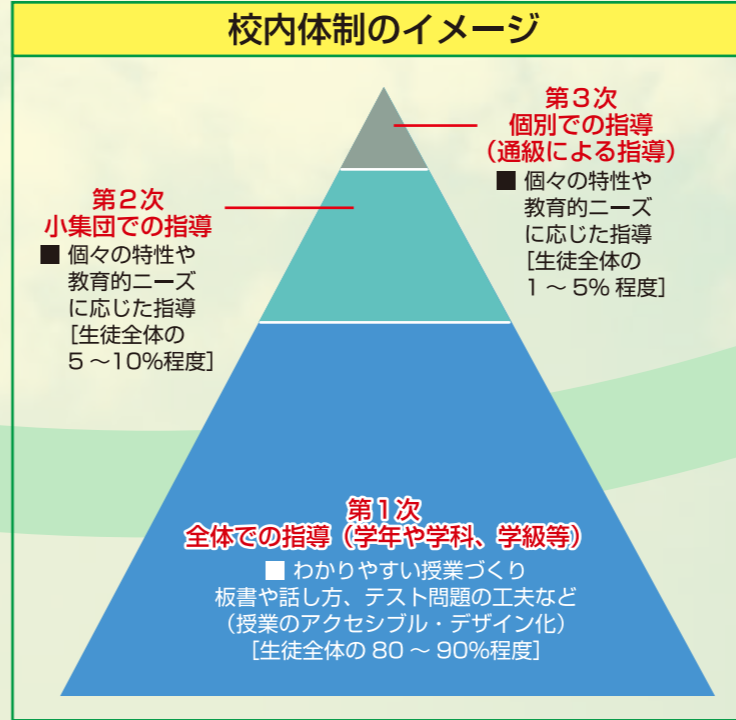 校内体制のイメージ
第3次
個別での指導
（通級による指導）
■ 個々の特性や
教育的ニーズ
に応じた指導
［生徒全体の
1 ～ 5% 程度］
第2次
小集団での指導
■ 個々の特性や
教育的ニーズ
に応じた指導
［生徒全体の
5 ～10%程度］
第1次
全体での指導（学年や学科、学級等）
■ わかりやすい授業づくり
板書や話し方、テスト問題の工夫など
（授業のアクセシブル・デザイン化）
［生徒全体の 80 ～ 90%程度］